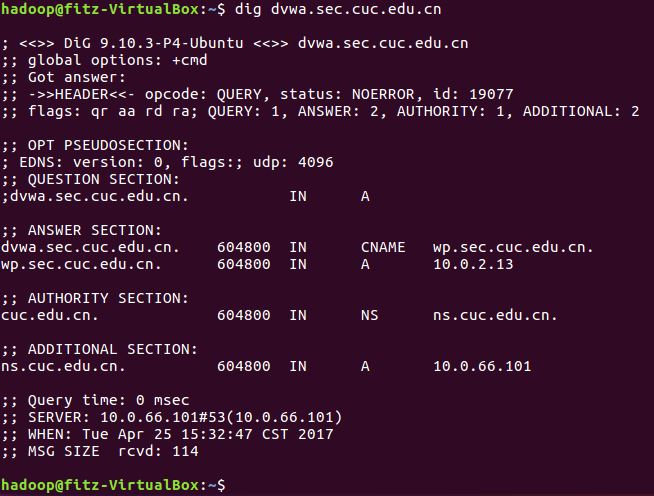 hadoop@fitz-VirtualBox:~$ dig dvwa.sec.cuc.edu.cn
; <<>> DiG 9.10.3-P4-Ubuntu <<>> dvwa.sec.cuc.edu.cn
;; global options: +cmd
;; Got answer:
;; ->>HEADER<<- opcode: QUERY, status: NOERROR, id: 19077
;; flags: qr aa rd ra; QUERY: 1, ANSWER: 2, AUTHORITY: 1, ADDITIONAL: 2
;; OPT PSEUDOSECTION:
; EDNS: version: 0, flags:; udp: 4096
;; QUESTION SECTION:
;dvwa.sec.cuc.edu.cn. IN A
;; ANSWER SECTION:
dvwa.sec.cuc.edu.cn. 604800 IN CNAME wp.sec.cuc.edu.cn.
wp.sec.cuc.edu.cn. 604800 IN A 10.0.2.13
;; AUTHORITY SECTION:
cuc.edu.cn. 604800 IN NS ns.cuc.edu.cn.
;; ADDITIONAL SECTION:
ns.cuc.edu.cn. 604800 IN A 10.0.66.101
;; Query time: 0 msec
;; SERVER: 10.0.66.101#53(10.0.66.101)
;; WHEN: Tue Apr 25 15:32:47 CST 2017
;; MSG SIZE rcvd: 114
hadoop@fitz-VirtualBox:~$